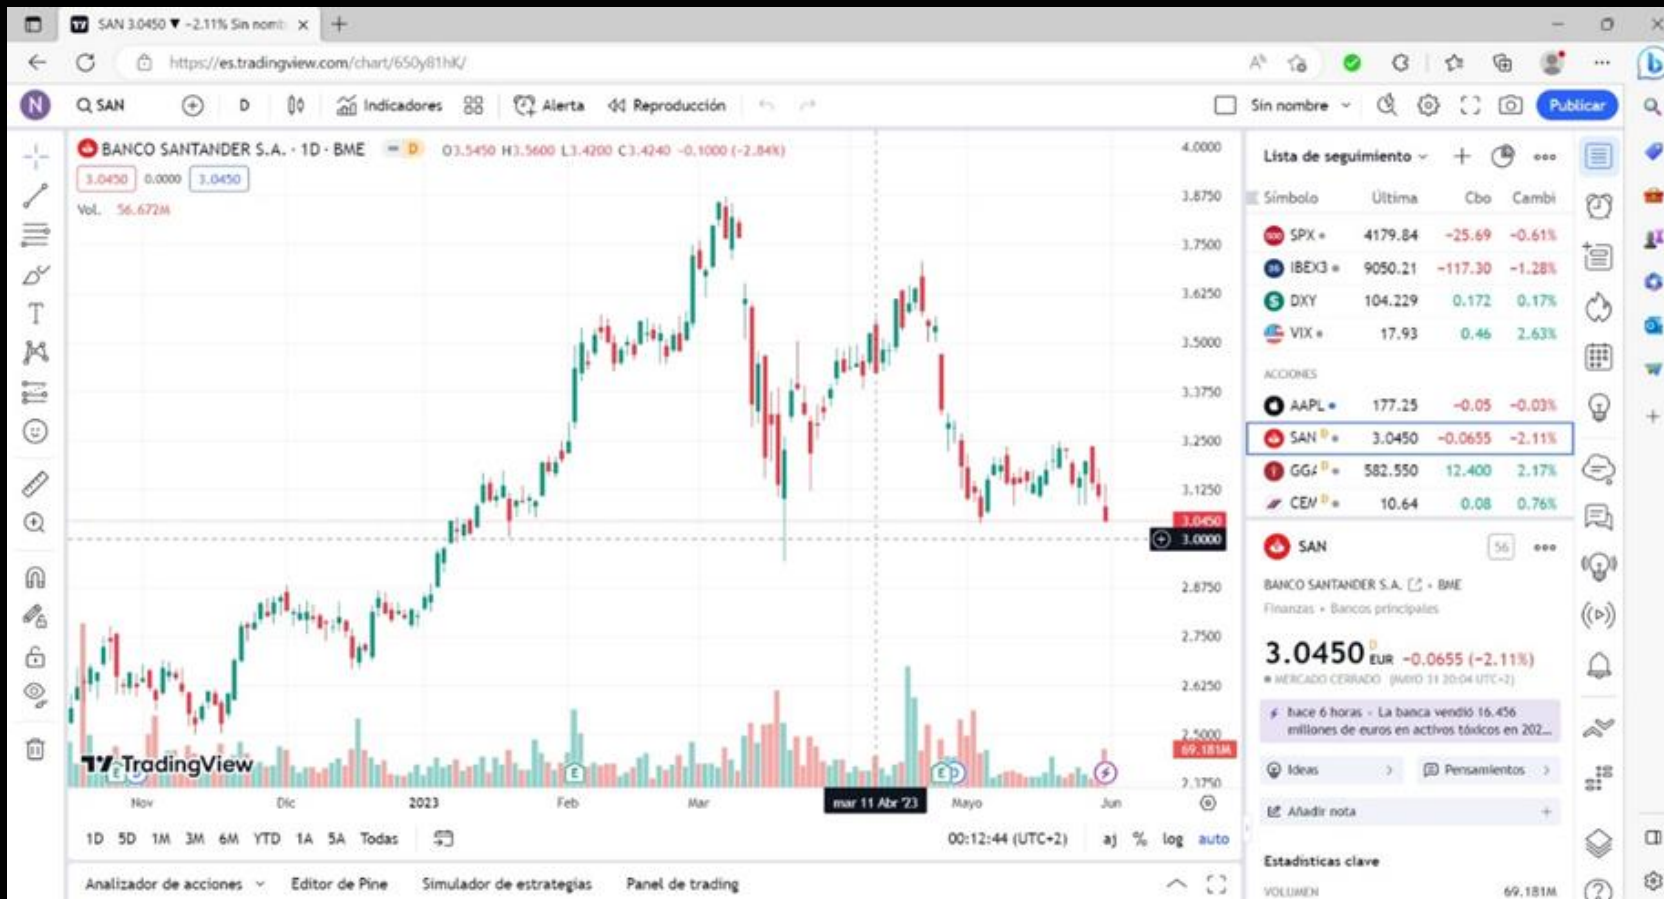 SAN 3.0450 ▼ −2.11% Sin nomb
https://es.tradingview.com/chart/650y81hK/
N SAN D Indicadores Alerta Reproducción Sin nombre Publicar
BANCO SANTANDER S.A. · 1D · BME D O3.5450 H3.5600 L3.4200 C3.4240 −0.1000 (−2.84%)
3.0450 0.0000 3.0450
Vol. 56.672M
4.0000
3.8750
3.7500
3.6250
3.5000
3.3750
3.2500
3.1250
3.0450
3.0000
2.8750
2.7500
2.6250
2.5000
69.181M
2.3750
TradingView
E D E E D
Nov Dic 2023 Feb Mar mar 11 Abr '23 Mayo Jun
1D 5D 1M 3M 6M YTD 1A 5A Todas 00:12:44 (UTC+2) aj % log auto
Analizador de acciones Editor de Pine Simulador de estrategias Panel de trading
Lista de seguimiento
Símbolo Última Cbo Cambi
SPX 4179.84 −25.69 −0.61%
IBEX3 9050.21 −117.30 −1.28%
DXY 104.229 0.172 0.17%
VIX 17.93 0.46 2.63%
ACCIONES
AAPL 177.25 −0.05 −0.03%
SAN D 3.0450 −0.0655 −2.11%
GGA D 582.550 12.400 2.17%
CEM D 10.64 0.08 0.76%
SAN 56
BANCO SANTANDER S.A. • BME
Finanzas • Bancos principales
3.0450 D EUR −0.0655 (−2.11%)
MERCADO CERRADO (MAYO 31 20:04 UTC+2)
hace 6 horas - La banca vendió 16.456
millones de euros en activos tóxicos en 202...
Ideas Pensamientos
Añadir nota
Estadísticas clave
VOLUMEN 69.181M